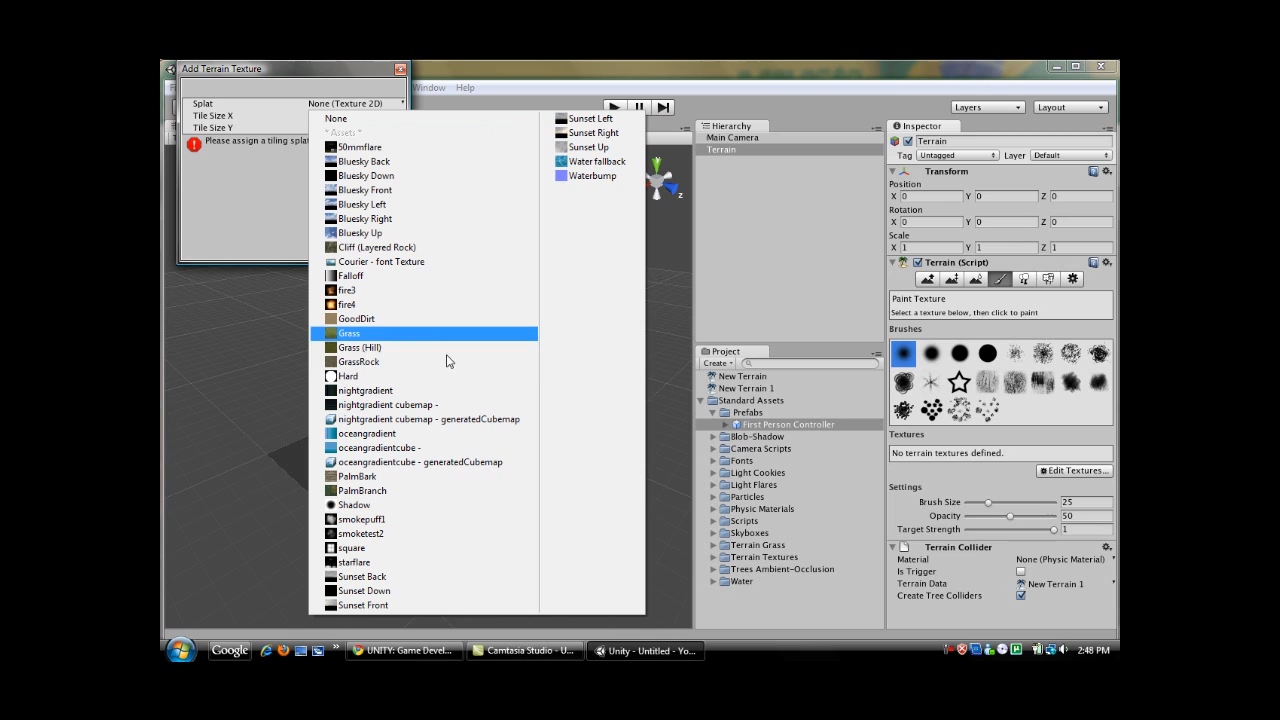 Add Terrain Texture
Window Help
Splat None (Texture 2D)
Tile Size X
Tile Size Y
Please assign a tiling splat
None
* Assets *
50mmflare
Bluesky Back
Bluesky Down
Bluesky Front
Bluesky Left
Bluesky Right
Bluesky Up
Cliff (Layered Rock)
Courier - font Texture
Falloff
fire3
fire4
GoodDirt
Grass
Grass (Hill)
GrassRock
Hard
nightgradient
nightgradient cubemap -
nightgradient cubemap - generatedCubemap
oceangradient
oceangradientcube -
oceangradientcube - generatedCubemap
PalmBark
PalmBranch
Shadow
smokepuff1
smoketest2
square
starflare
Sunset Back
Sunset Down
Sunset Front
Sunset Left
Sunset Right
Sunset Up
Water fallback
Waterbump
z
Layers Layout
Hierarchy
Main Camera
Terrain
Project
Create
New Terrain
New Terrain 1
Standard Assets
Prefabs
First Person Controller
Blob-Shadow
Camera Scripts
Fonts
Light Cookies
Light Flares
Particles
Physic Materials
Scripts
Skyboxes
Terrain Grass
Terrain Textures
Trees Ambient-Occlusion
Water
Inspector
Terrain
Tag Untagged Layer Default
Transform
Position
X 0 Y 0 Z 0
Rotation
X 0 Y 0 Z 0
Scale
X 1 Y 1 Z 1
Terrain (Script)
Paint Texture
Select a texture below, then click to paint
Brushes
Textures
No terrain textures defined.
Edit Textures...
Settings
Brush Size 25
Opacity 50
Target Strength 1
Terrain Collider
Material None (Physic Material)
Is Trigger
Terrain Data New Terrain 1
Create Tree Colliders
Google UNITY: Game Devel... Camtasia Studio - U... Unity - Untitled - Yo... 2:48 PM